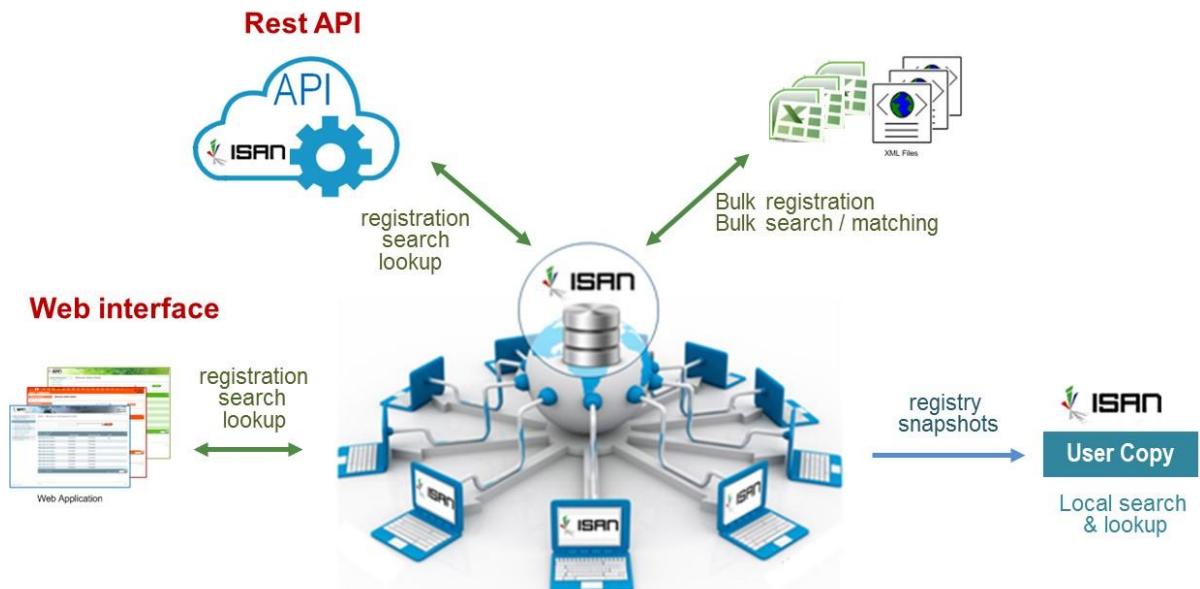 Rest API
API
ISAN
XML Files
registration
search
lookup
Bulk registration
Bulk search / matching
ISAN
Web interface
registration
search
lookup
Web Application
registry
snapshots
ISAN
User Copy
Local search
& lookup
ISAN
ISAN
ISAN